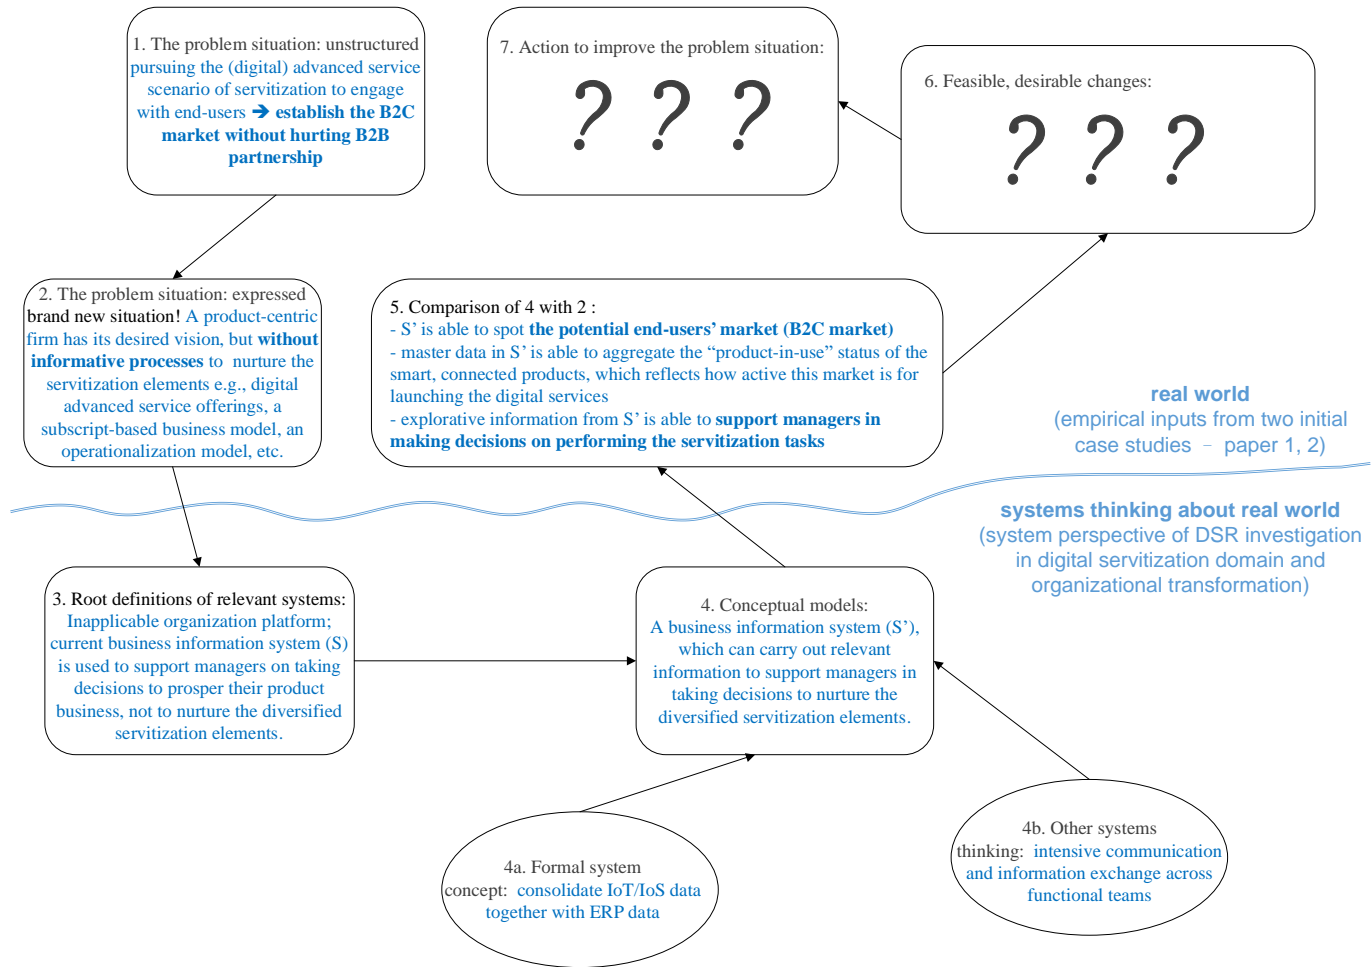 1. The problem situation: unstructured
pursuing the (digital) advanced service
scenario of servitization to engage
with end-users ➔ establish the B2C
market without hurting B2B
partnership
7. Action to improve the problem situation:
? ? ?
6. Feasible, desirable changes:
? ? ?
2. The problem situation: expressed
brand new situation! A product-centric
firm has its desired vision, but without
informative processes to nurture the
servitization elements e.g., digital
advanced service offerings, a
subscript-based business model, an
operationalization model, etc.
5. Comparison of 4 with 2 :
- S’ is able to spot the potential end-users’ market (B2C market)
- master data in S’ is able to aggregate the “product-in-use” status of the
smart, connected products, which reflects how active this market is for
launching the digital services
- explorative information from S’ is able to support managers in
making decisions on performing the servitization tasks
real world
(empirical inputs from two initial
case studies – paper 1, 2)
systems thinking about real world
(system perspective of DSR investigation
in digital servitization domain and
organizational transformation)
3. Root definitions of relevant systems:
Inapplicable organization platform;
current business information system (S)
is used to support managers on taking
decisions to prosper their product
business, not to nurture the diversified
servitization elements.
4. Conceptual models:
A business information system (S’),
which can carry out relevant
information to support managers in
taking decisions to nurture the
diversified servitization elements.
4a. Formal system
concept: consolidate IoT/IoS data
together with ERP data
4b. Other systems
thinking: intensive communication
and information exchange across
functional teams